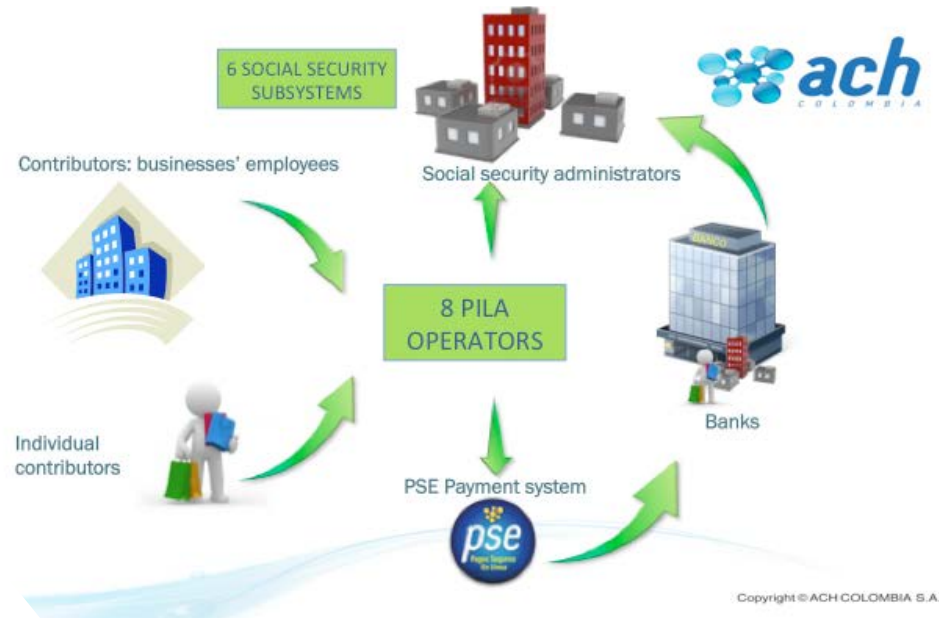 6 SOCIAL SECURITY
SUBSYSTEMS
ach
COLOMBIA
Contributors: businesses' employees
Social security administrators
BANCO
8 PILA
OPERATORS
Individual
contributors
Banks
PSE Payment system
pse
Pagos Seguros
En Línea
Copyright © ACH COLOMBIA S.A